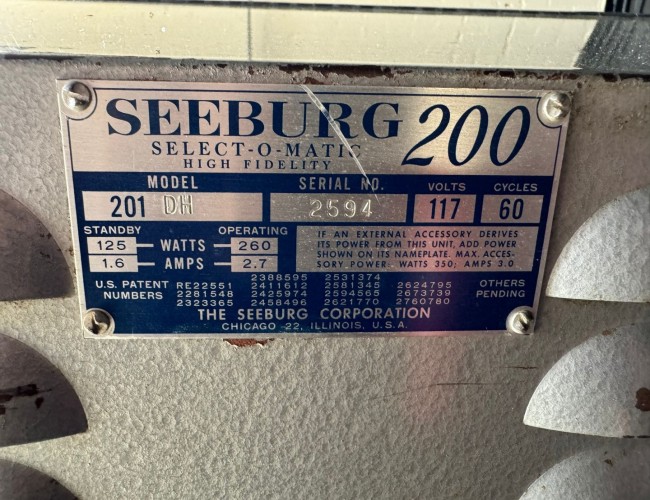 SEEBURG 200
SELECT-O-MATIC
HIGH FIDELITY
MODEL SERIAL NO. VOLTS CYCLES
201 DH 2594 117 60
STANDBY OPERATING
125 — WATTS — 260
1.6 — AMPS — 2.7
IF AN EXTERNAL ACCESSORY DERIVES
ITS POWER FROM THIS UNIT, ADD POWER
SHOWN ON ITS NAMEPLATE. MAX. ACCES-
SORY POWER: WATTS 350; AMPS 3.0
U.S. PATENT NUMBERS
RE22551 2388595 2531374
2281548 2411612 2581345 2624795
2323365 2425974 2594565 2673739
2458496 2621770 2760780
OTHERS PENDING
THE SEEBURG CORPORATION
CHICAGO 22, ILLINOIS, U.S.A.